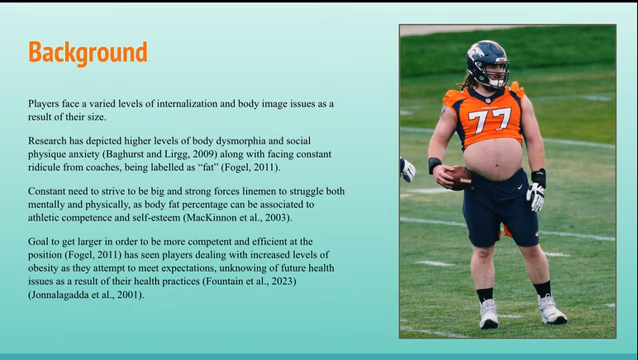 Background
Players face a varied levels of internalization and body image issues as a
result of their size.
Research has depicted higher levels of body dysmorphia and social
physique anxiety (Baghurst and Lirgg, 2009) along with facing constant
ridicule from coaches, being labelled as “fat” (Fogel, 2011).
Constant need to strive to be big and strong forces linemen to struggle both
mentally and physically, as body fat percentage can be associated to
athletic competence and self-esteem (MacKinnon et al., 2003).
Goal to get larger in order to be more competent and efficient at the
position (Fogel, 2011) has seen players dealing with increased levels of
obesity as they attempt to meet expectations, unknowing of future health
issues as a result of their health practices (Fountain et al., 2023)
(Jonnalagadda et al., 2001).
77